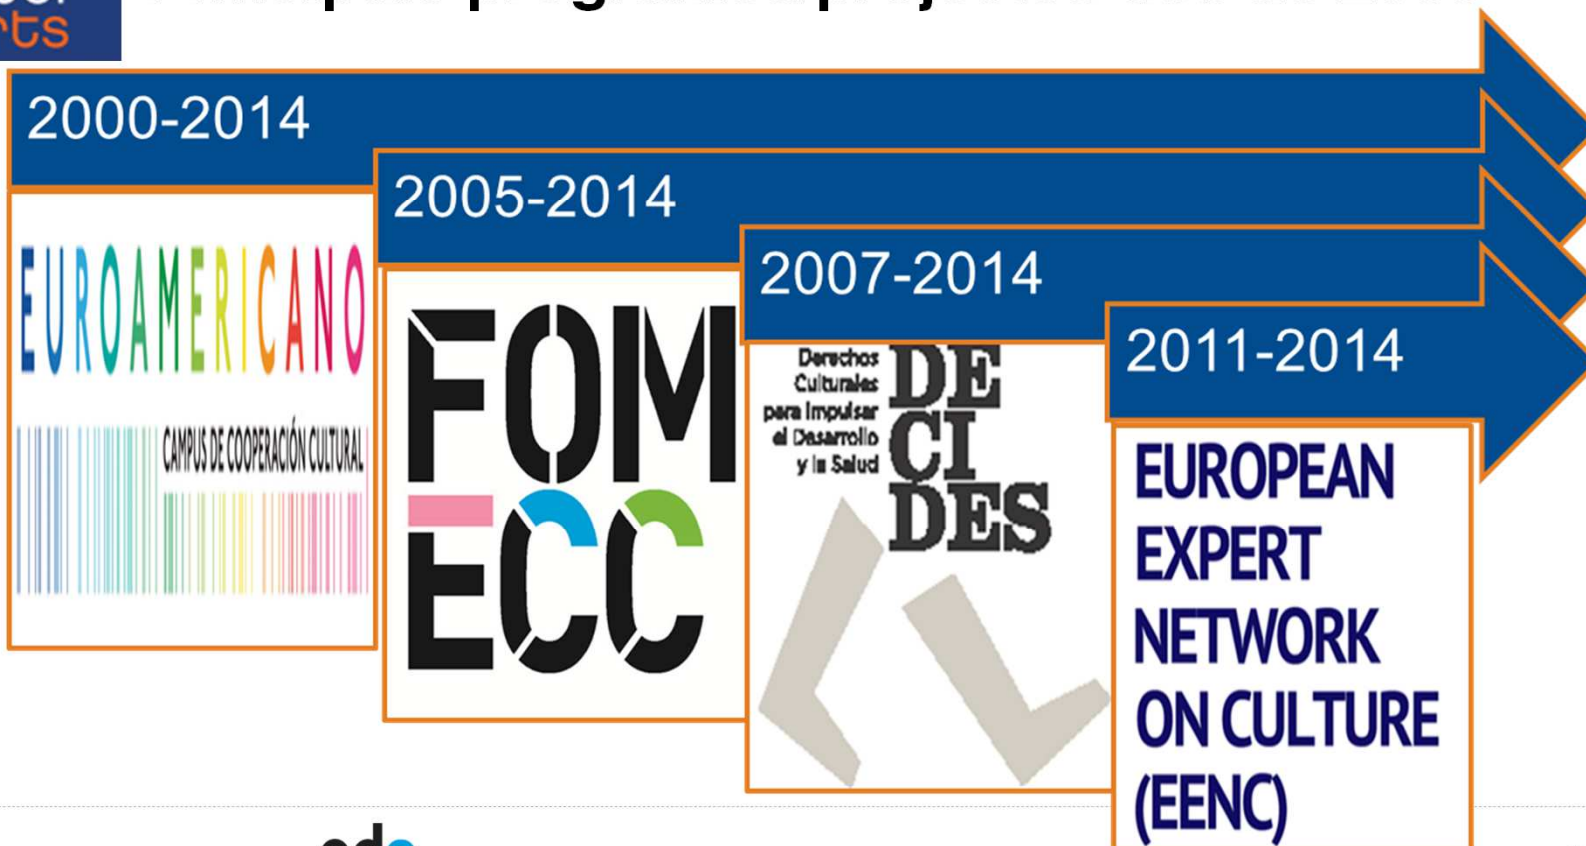 rts
2000-2014
EUROAMERICANO
CAMPUS DE COOPERACIÓN CULTURAL
2005-2014
FOM
ECC
2007-2014
Derechos
Culturales
para Impulsar
el Desarrollo
y la Salud
DE
CI
DES
2011-2014
EUROPEAN
EXPERT
NETWORK
ON CULTURE
(EENC)